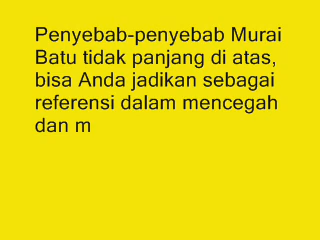 Penyebab-penyebab Murai
Batu tidak panjang di atas,
bisa Anda jadikan sebagai
referensi dalam mencegah
dan m